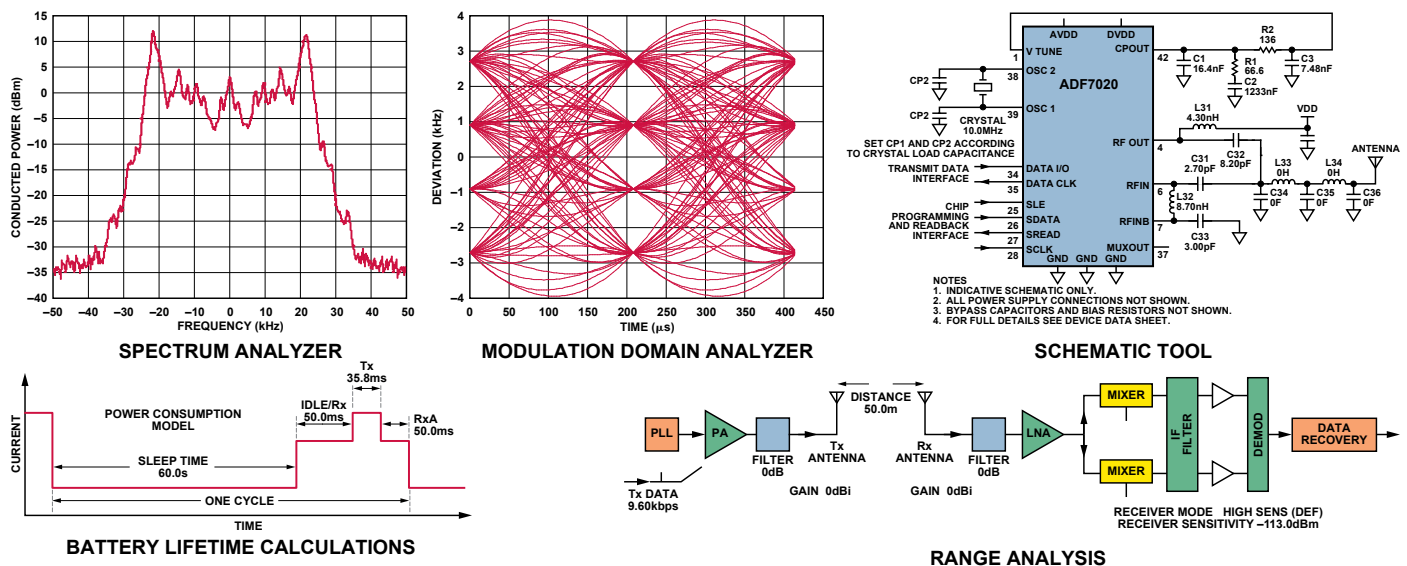 15
10
5
0
–5
–10
–15
–20
–25
–30
–35
–40
CONDUCTED POWER (dBm)
–50 –40 –30 –20 –10 0 10 20 30 40 50
FREQUENCY (kHz)
SPECTRUM ANALYZER
4
3
2
1
0
–1
–2
–3
–4
DEVIATION (kHz)
0 50 100 150 200 250 300 350 400 450
TIME (μs)
MODULATION DOMAIN ANALYZER
AVDD DVDD
V TUNE
1
CPOUT
42
R2
136
C1
16.4nF
R1
66.6
C2
1233nF
C3
7.48nF
OSC 2
38
ADF7020
CP2
CP2
OSC 1
39
CRYSTAL
10.0MHz
SET CP1 AND CP2 ACCORDING
TO CRYSTAL LOAD CAPACITANCE
L31
4.30nH
VDD
RF OUT
4
C32
8.20pF
ANTENNA
TRANSMIT DATA
INTERFACE
DATA I/O
34
DATA CLK
35
C31
2.70pF
L33
0H
L34
0H
RFIN
6
L32
8.70nH
C34
0F
C35
0F
C36
0F
CHIP
PROGRAMMING
AND READBACK
INTERFACE
SLE
25
SDATA
26
SREAD
27
SCLK
28
RFINB
7
C33
3.00pF
MUXOUT
37
GND GND GND
NOTES
1. INDICATIVE SCHEMATIC ONLY.
2. ALL POWER SUPPLY CONNECTIONS NOT SHOWN.
3. BYPASS CAPACITORS AND BIAS RESISTORS NOT SHOWN.
4. FOR FULL DETAILS SEE DEVICE DATA SHEET.
SCHEMATIC TOOL
CURRENT
POWER CONSUMPTION
MODEL
Tx
35.8ms
IDLE/Rx
50.0ms
RxA
50.0ms
SLEEP TIME
60.0s
ONE CYCLE
TIME
BATTERY LIFETIME CALCULATIONS
PLL
PA
FILTER
0dB
Tx
ANTENNA
DISTANCE
50.0m
Rx
ANTENNA
FILTER
0dB
LNA
MIXER
MIXER
IF
FILTER
DEMOD
DATA
RECOVERY
Tx DATA
9.60kbps
GAIN 0dBi
GAIN 0dBi
RECEIVER MODE HIGH SENS (DEF)
RECEIVER SENSITIVITY –113.0dBm
RANGE ANALYSIS